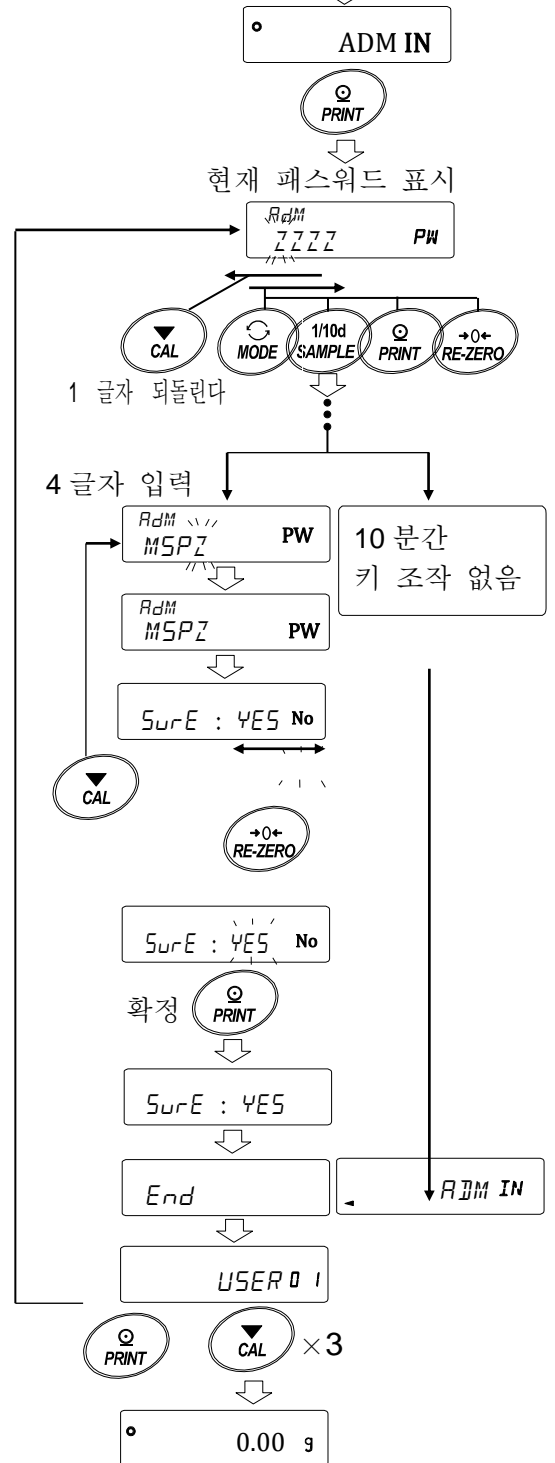 ADM IN
PRINT
현재 패스워드 표시
AdM
ZZZZ PW
CAL
MODE
1/10d
SAMPLE
PRINT
→0←
RE-ZERO
1 글자 되돌린다
4 글자 입력
AdM
MSPZ PW
10 분간
키 조작 없음
AdM
MSPZ PW
SurE : YES No
CAL
→0←
RE-ZERO
SurE : YES No
확정
PRINT
SurE : YES
End
ADM IN
USER 0 1
PRINT
CAL
×3
0.00 g